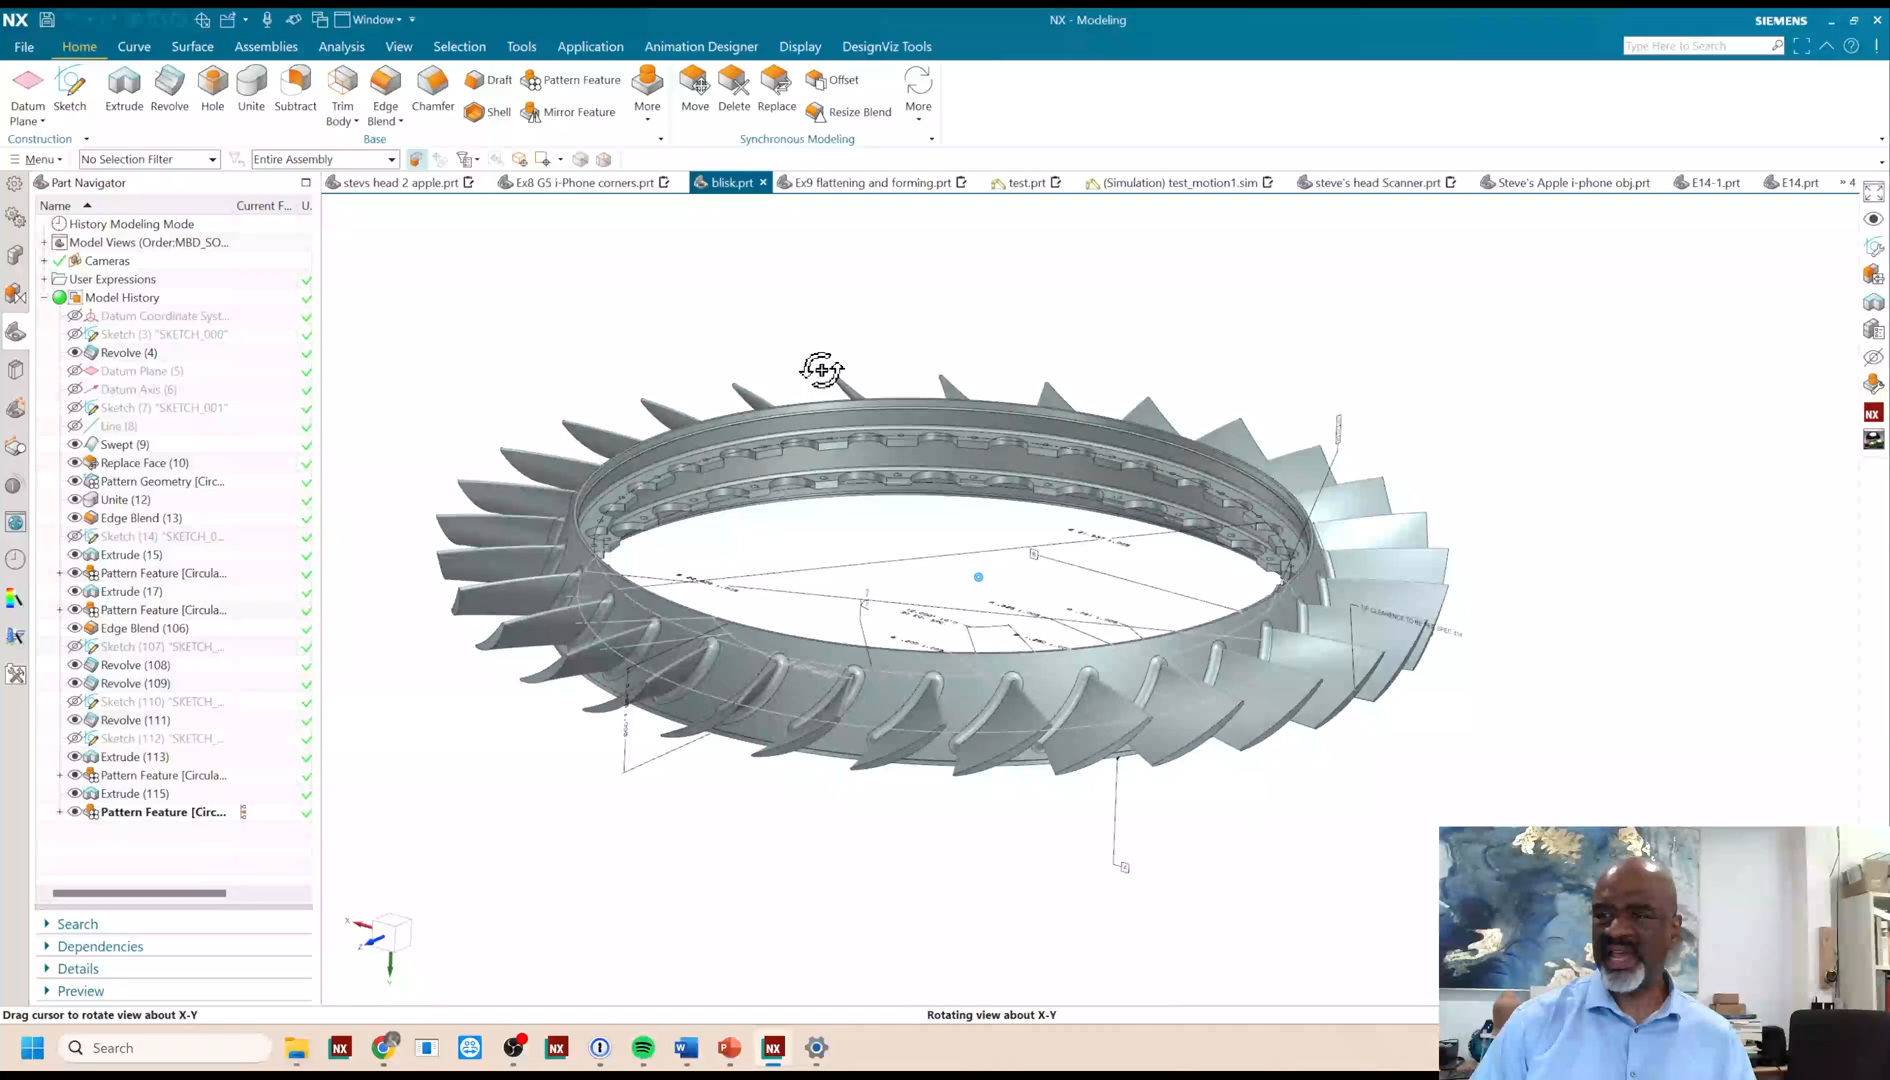 NX
Window
NX - Modeling
SIEMENS
File
Home
Curve
Surface
Assemblies
Analysis
View
Selection
Tools
Application
Animation Designer
Display
DesignViz Tools
Type Here to Search
Datum Plane
Sketch
Extrude
Revolve
Hole
Unite
Subtract
Trim Body
Edge Blend
Chamfer
Draft
Shell
Pattern Feature
Mirror Feature
More
Move
Delete
Replace
Offset
Resize Blend
More
Construction
Base
Synchronous Modeling
Menu
No Selection Filter
Entire Assembly
Part Navigator
stevs head 2 apple.prt
Ex8 G5 i-Phone corners.prt
blisk.prt
Ex9 flattening and forming.prt
test.prt
(Simulation) test_motion1.sim
steve's head Scanner.prt
Steve's Apple i-phone obj.prt
E14-1.prt
E14.prt
4
Name
Current F...
U.
History Modeling Mode
Model Views (Order:MBD_SO...
Cameras
User Expressions
Model History
Datum Coordinate Syst...
Sketch (3) "SKETCH_000"
Revolve (4)
Datum Plane (5)
Datum Axis (6)
Sketch (7) "SKETCH_001"
Line (8)
Swept (9)
Replace Face (10)
Pattern Geometry [Circ...
Unite (12)
Edge Blend (13)
Sketch (14) "SKETCH_0...
Extrude (15)
Pattern Feature [Circula...
Extrude (17)
Pattern Feature [Circula...
Edge Blend (106)
Sketch (107) "SKETCH_...
Revolve (108)
Revolve (109)
Sketch (110) "SKETCH_...
Revolve (111)
Sketch (112) "SKETCH_...
Extrude (113)
Pattern Feature [Circula...
Extrude (115)
Pattern Feature [Circ...
Search
Dependencies
Details
Preview
X
Z
Y
Drag cursor to rotate view about X-Y
Rotating view about X-Y
Search